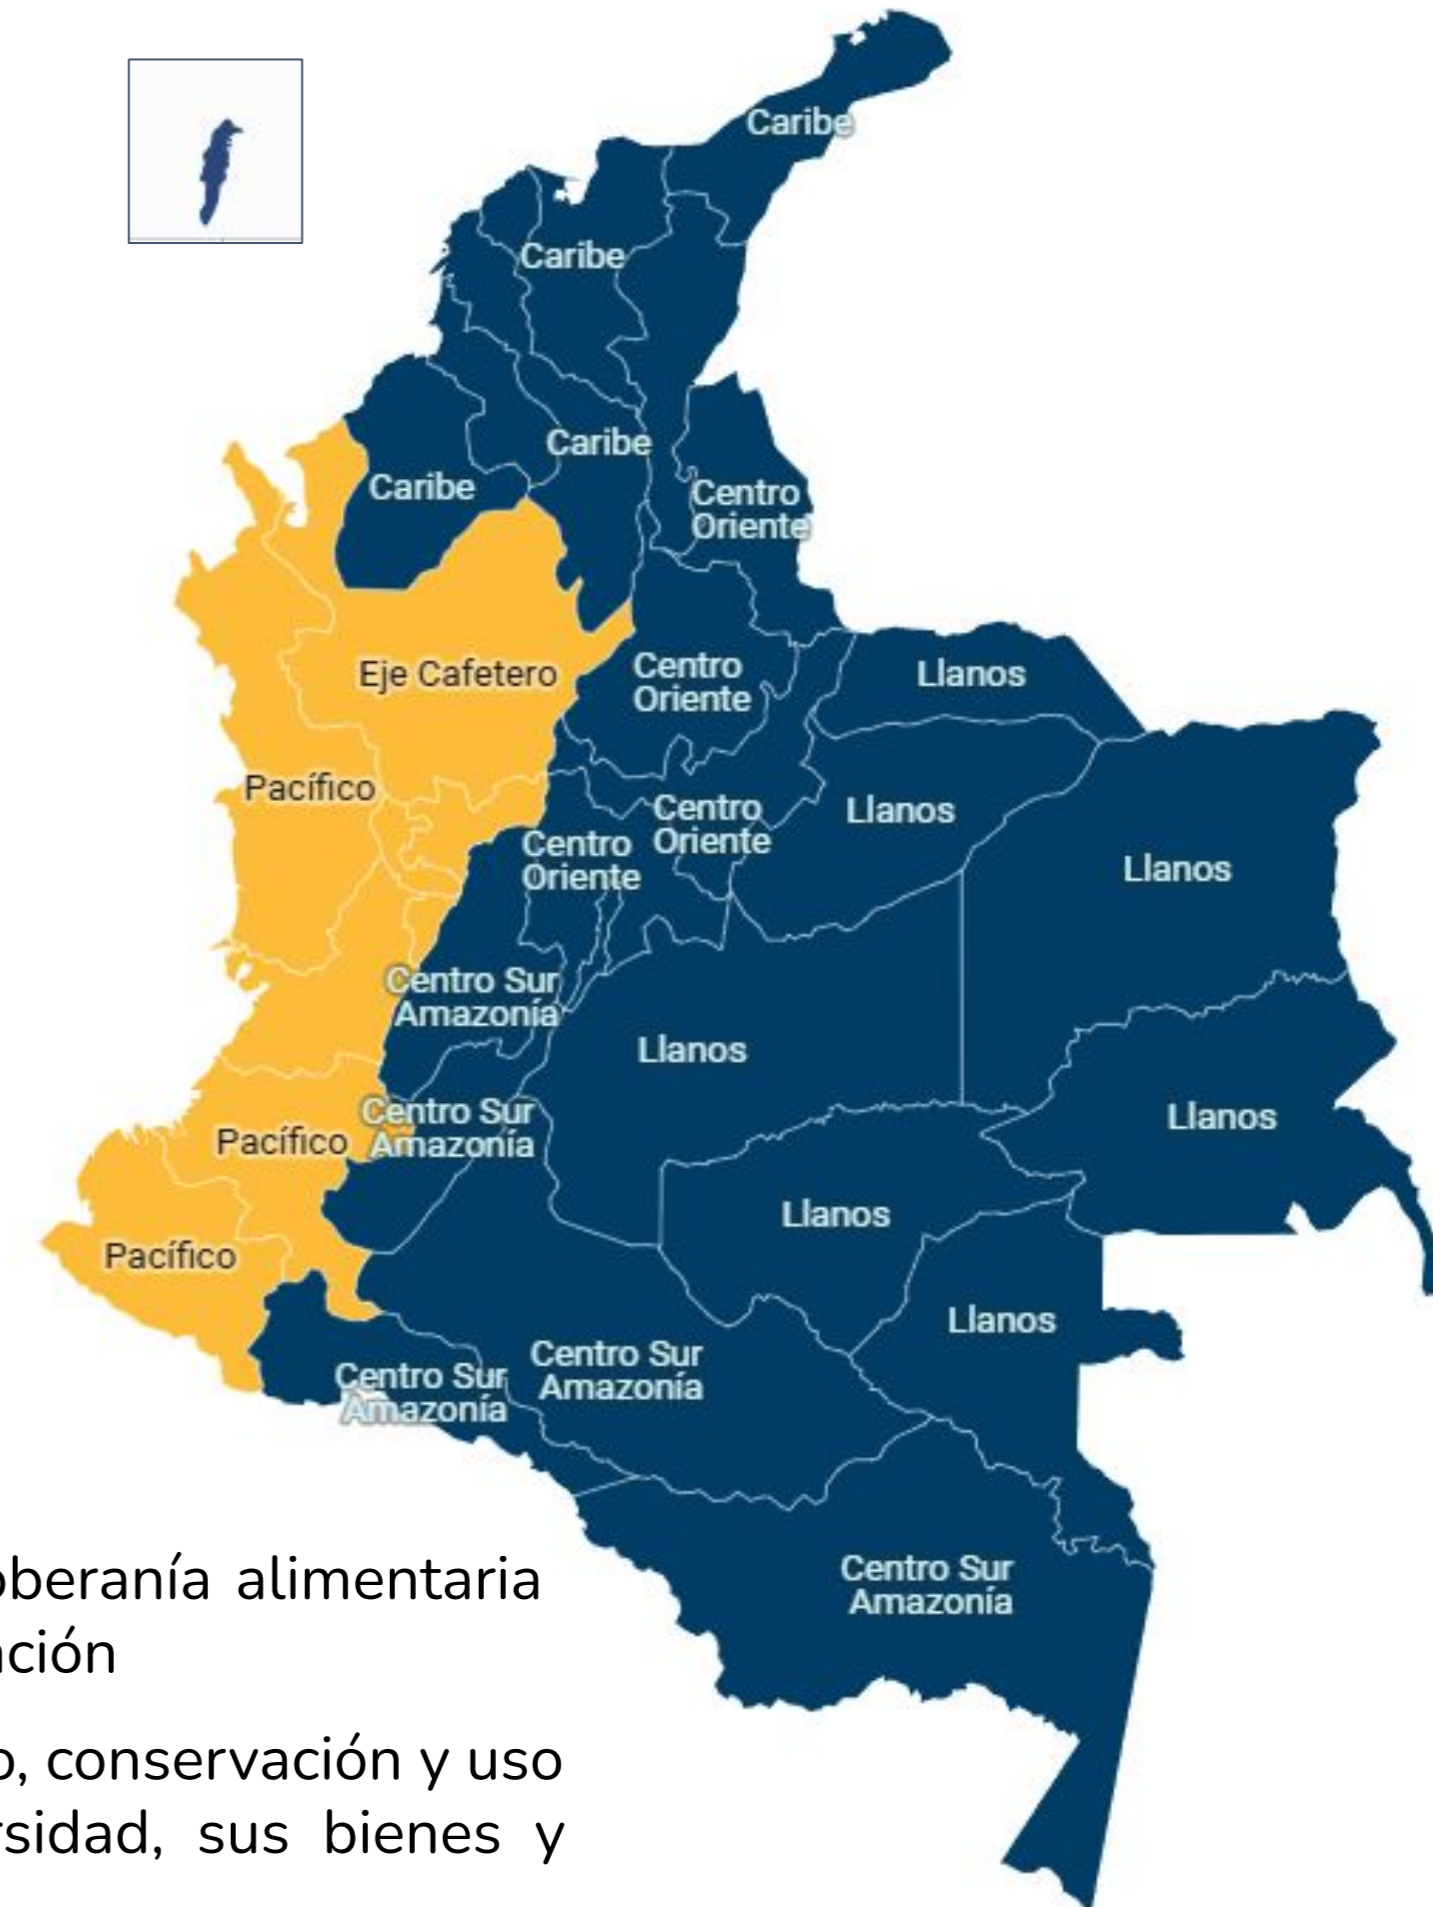 Caribe
Caribe
Caribe
Caribe
Centro
Oriente
Eje Cafetero
Centro
Oriente
Llanos
Pacífico
Centro
Oriente
Llanos
Centro
Oriente
Llanos
Centro Sur
Amazonía
Llanos
Centro Sur
Amazonía
Llanos
Pacífico
Llanos
Pacífico
Llanos
Centro Sur
Amazonía
Centro Sur
Amazonía
oberanía alimentaria
ación
Centro Sur
Amazonía
o, conservación y uso
rsidad, sus bienes y